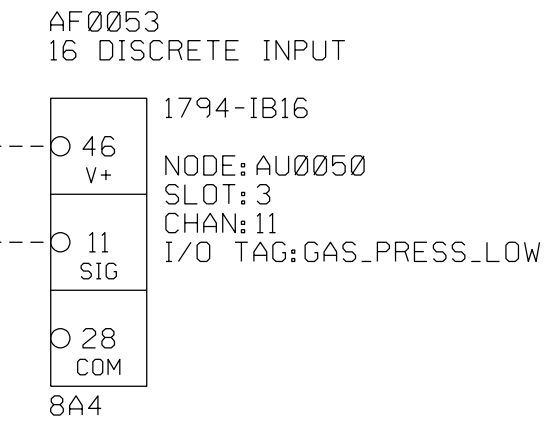 AF0053
16 DISCRETE INPUT
1794-IB16
46
V+
NODE:AU0050
SLOT:3
CHAN:11
I/O TAG:GAS_PRESS_LOW
11
SIG
28
COM
8A4